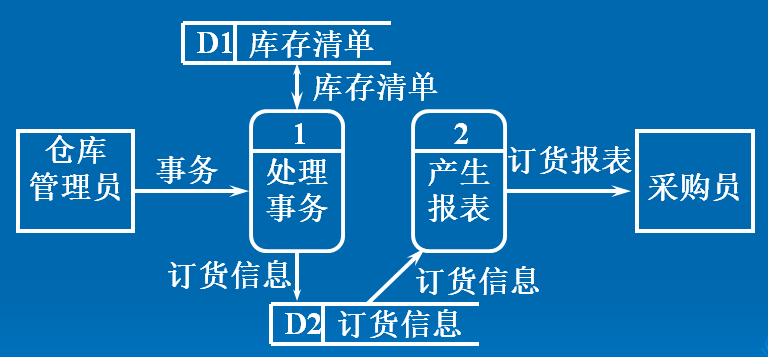 D1 库存清单
库存清单
仓库
管理员
事务
1
处理
事务
2
产生
报表
订货报表
采购员
订货信息
订货信息
D2 订货信息